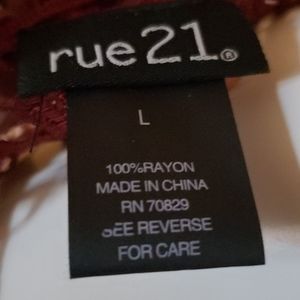 rue21®
L
100%RAYON
MADE IN CHINA
RN 70829
SEE REVERSE
FOR CARE